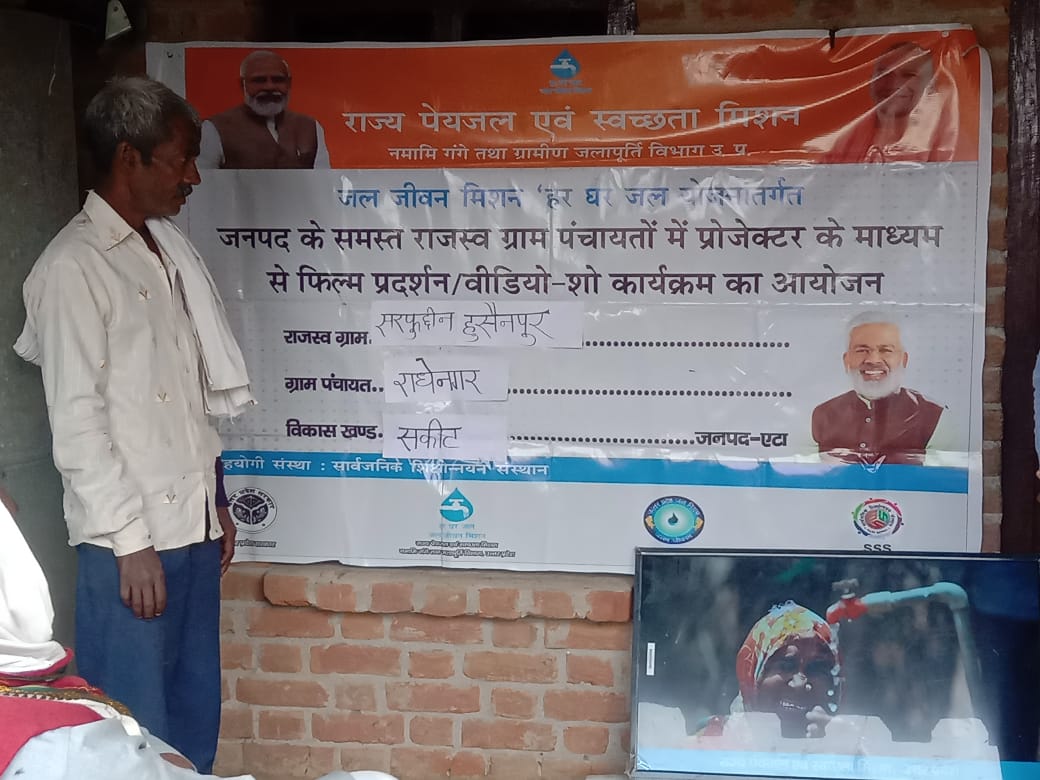 राज्य पेयजल एवं स्वच्छता मिशन
नमामि गंगे तथा ग्रामीण जलापूर्ति विभाग उ. प्र.
जल जीवन मिशन 'हर घर जल योजनातर्गत
जनपद के समस्त राजस्व ग्राम पंचायतों में प्रोजेक्टर के माध्यम
से फिल्म प्रदर्शन/वीडियो-शो कार्यक्रम का आयोजन
राजस्व ग्राम. सरफुद्दीन हुसैनपुर
ग्राम पंचायत.. राधेनगर
विकास खण्ड. सकीट जनपद-एटा
हयोगी संस्था : सार्वजनिक शिक्षोन्नयन संस्थान
हर घर जल
जल जीवन मिशन
SSS